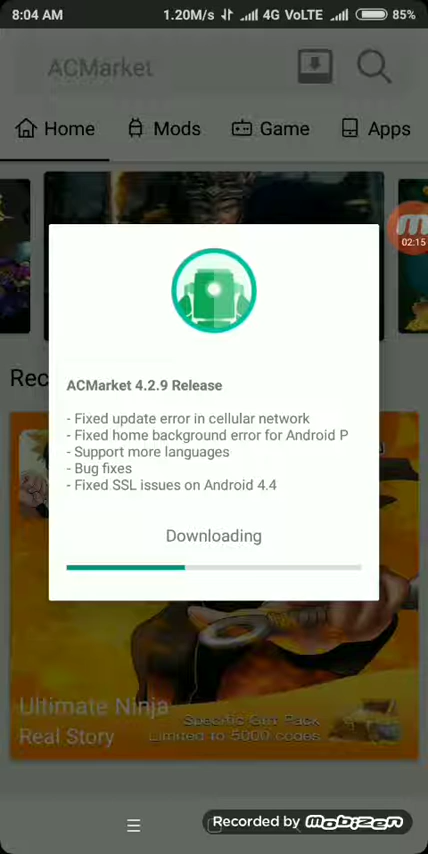 8:04 AM 1.20M/s 4G VoLTE 85%
ACMarket
Home Mods Game Apps
02:15
Rec
ACMarket 4.2.9 Release
- Fixed update error in cellular network
- Fixed home background error for Android P
- Support more languages
- Bug fixes
- Fixed SSL issues on Android 4.4
Downloading
Ultimate Ninja
Real Story
Specific Gift Pack
Limited to 5000 codes
Recorded by mobizen